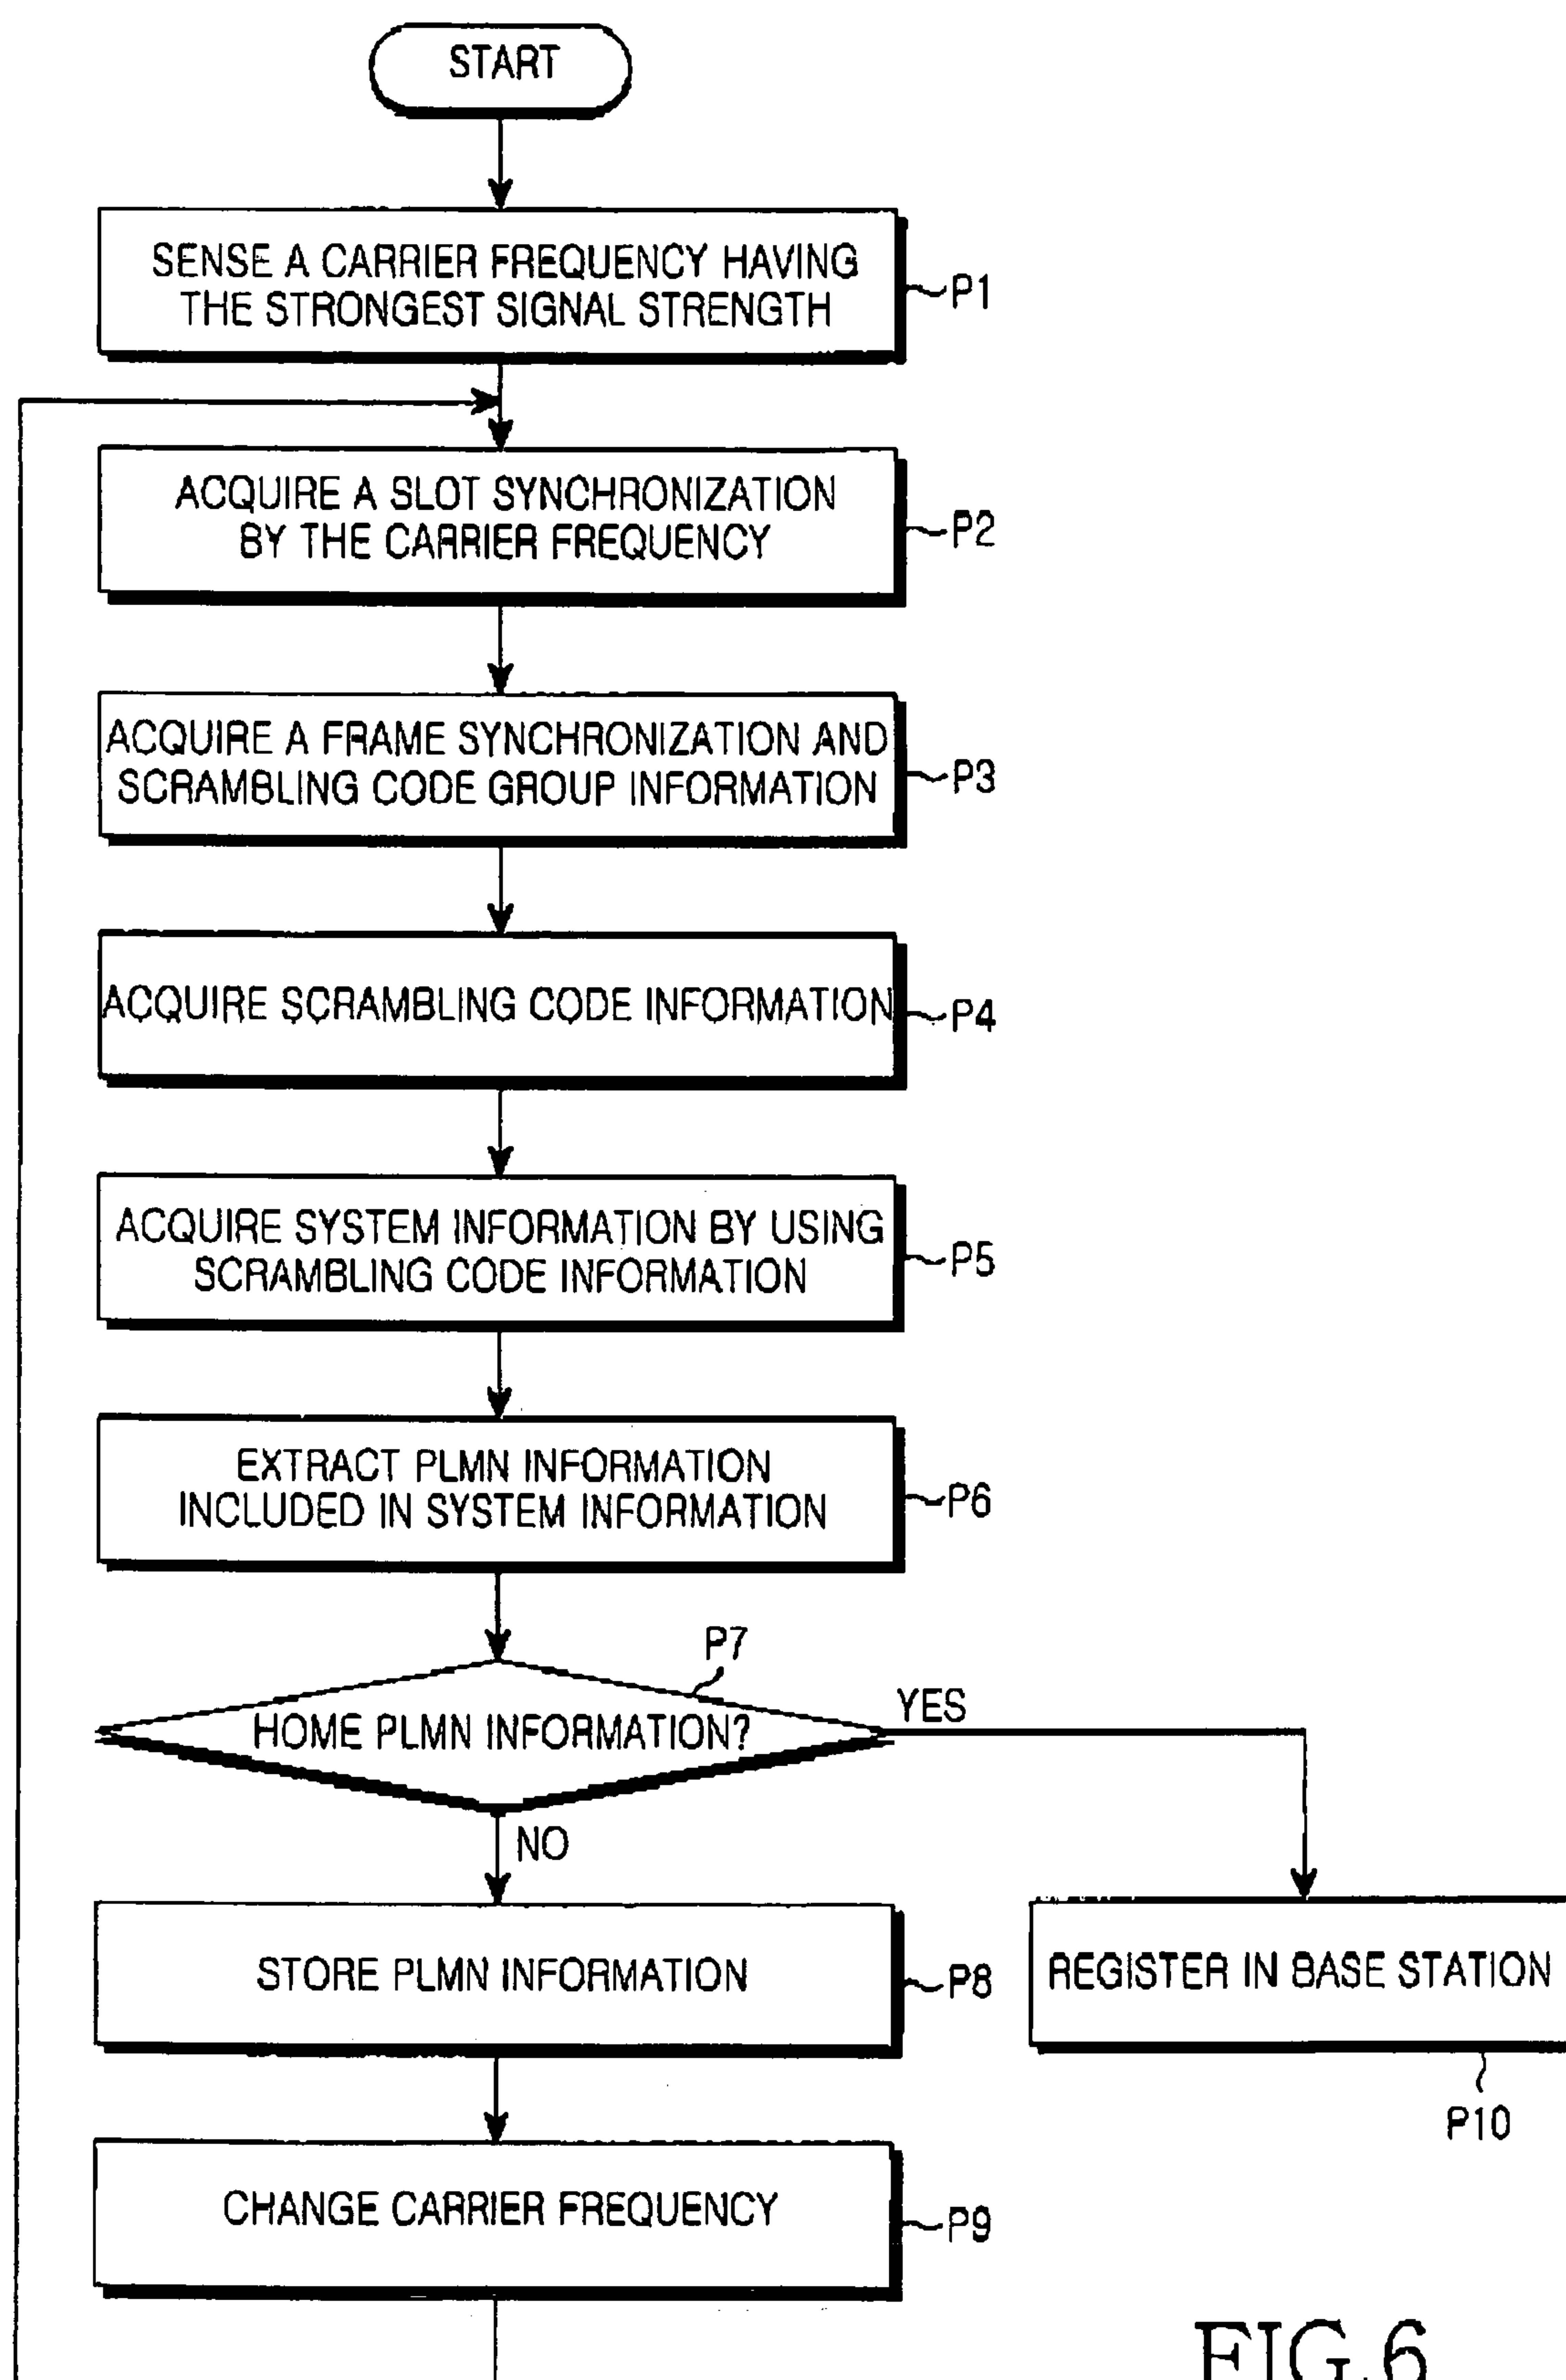 START
SENSE A CARRIER FREQUENCY HAVING
THE STRONGEST SIGNAL STRENGTH
P1
ACQUIRE A SLOT SYNCHRONIZATION
BY THE CARRIER FREQUENCY
P2
ACQUIRE A FRAME SYNCHRONIZATION AND
SCRAMBLING CODE GROUP INFORMATION
P3
ACQUIRE SCRAMBLING CODE INFORMATION
P4
ACQUIRE SYSTEM INFORMATION BY USING
SCRAMBLING CODE INFORMATION
P5
EXTRACT PLMN INFORMATION
INCLUDED IN SYSTEM INFORMATION
P6
P7
HOME PLMN INFORMATION?
YES
NO
STORE PLMN INFORMATION
P8
REGISTER IN BASE STATION
P10
CHANGE CARRIER FREQUENCY
P9
FIG.6